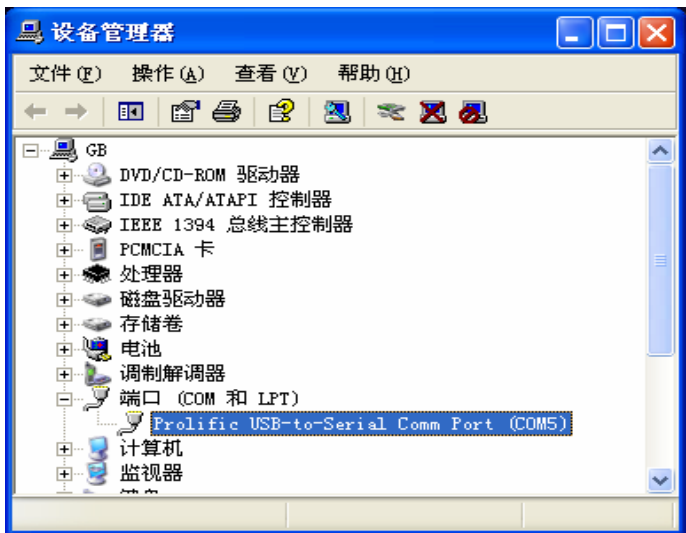 设备管理器
文件(F) 操作(A) 查看(V) 帮助(H)
GB
DVD/CD-ROM 驱动器
IDE ATA/ATAPI 控制器
IEEE 1394 总线主控制器
PCMCIA 卡
处理器
磁盘驱动器
存储卷
电池
调制解调器
端口 (COM 和 LPT)
Prolific USB-to-Serial Comm Port (COM5)
计算机
监视器